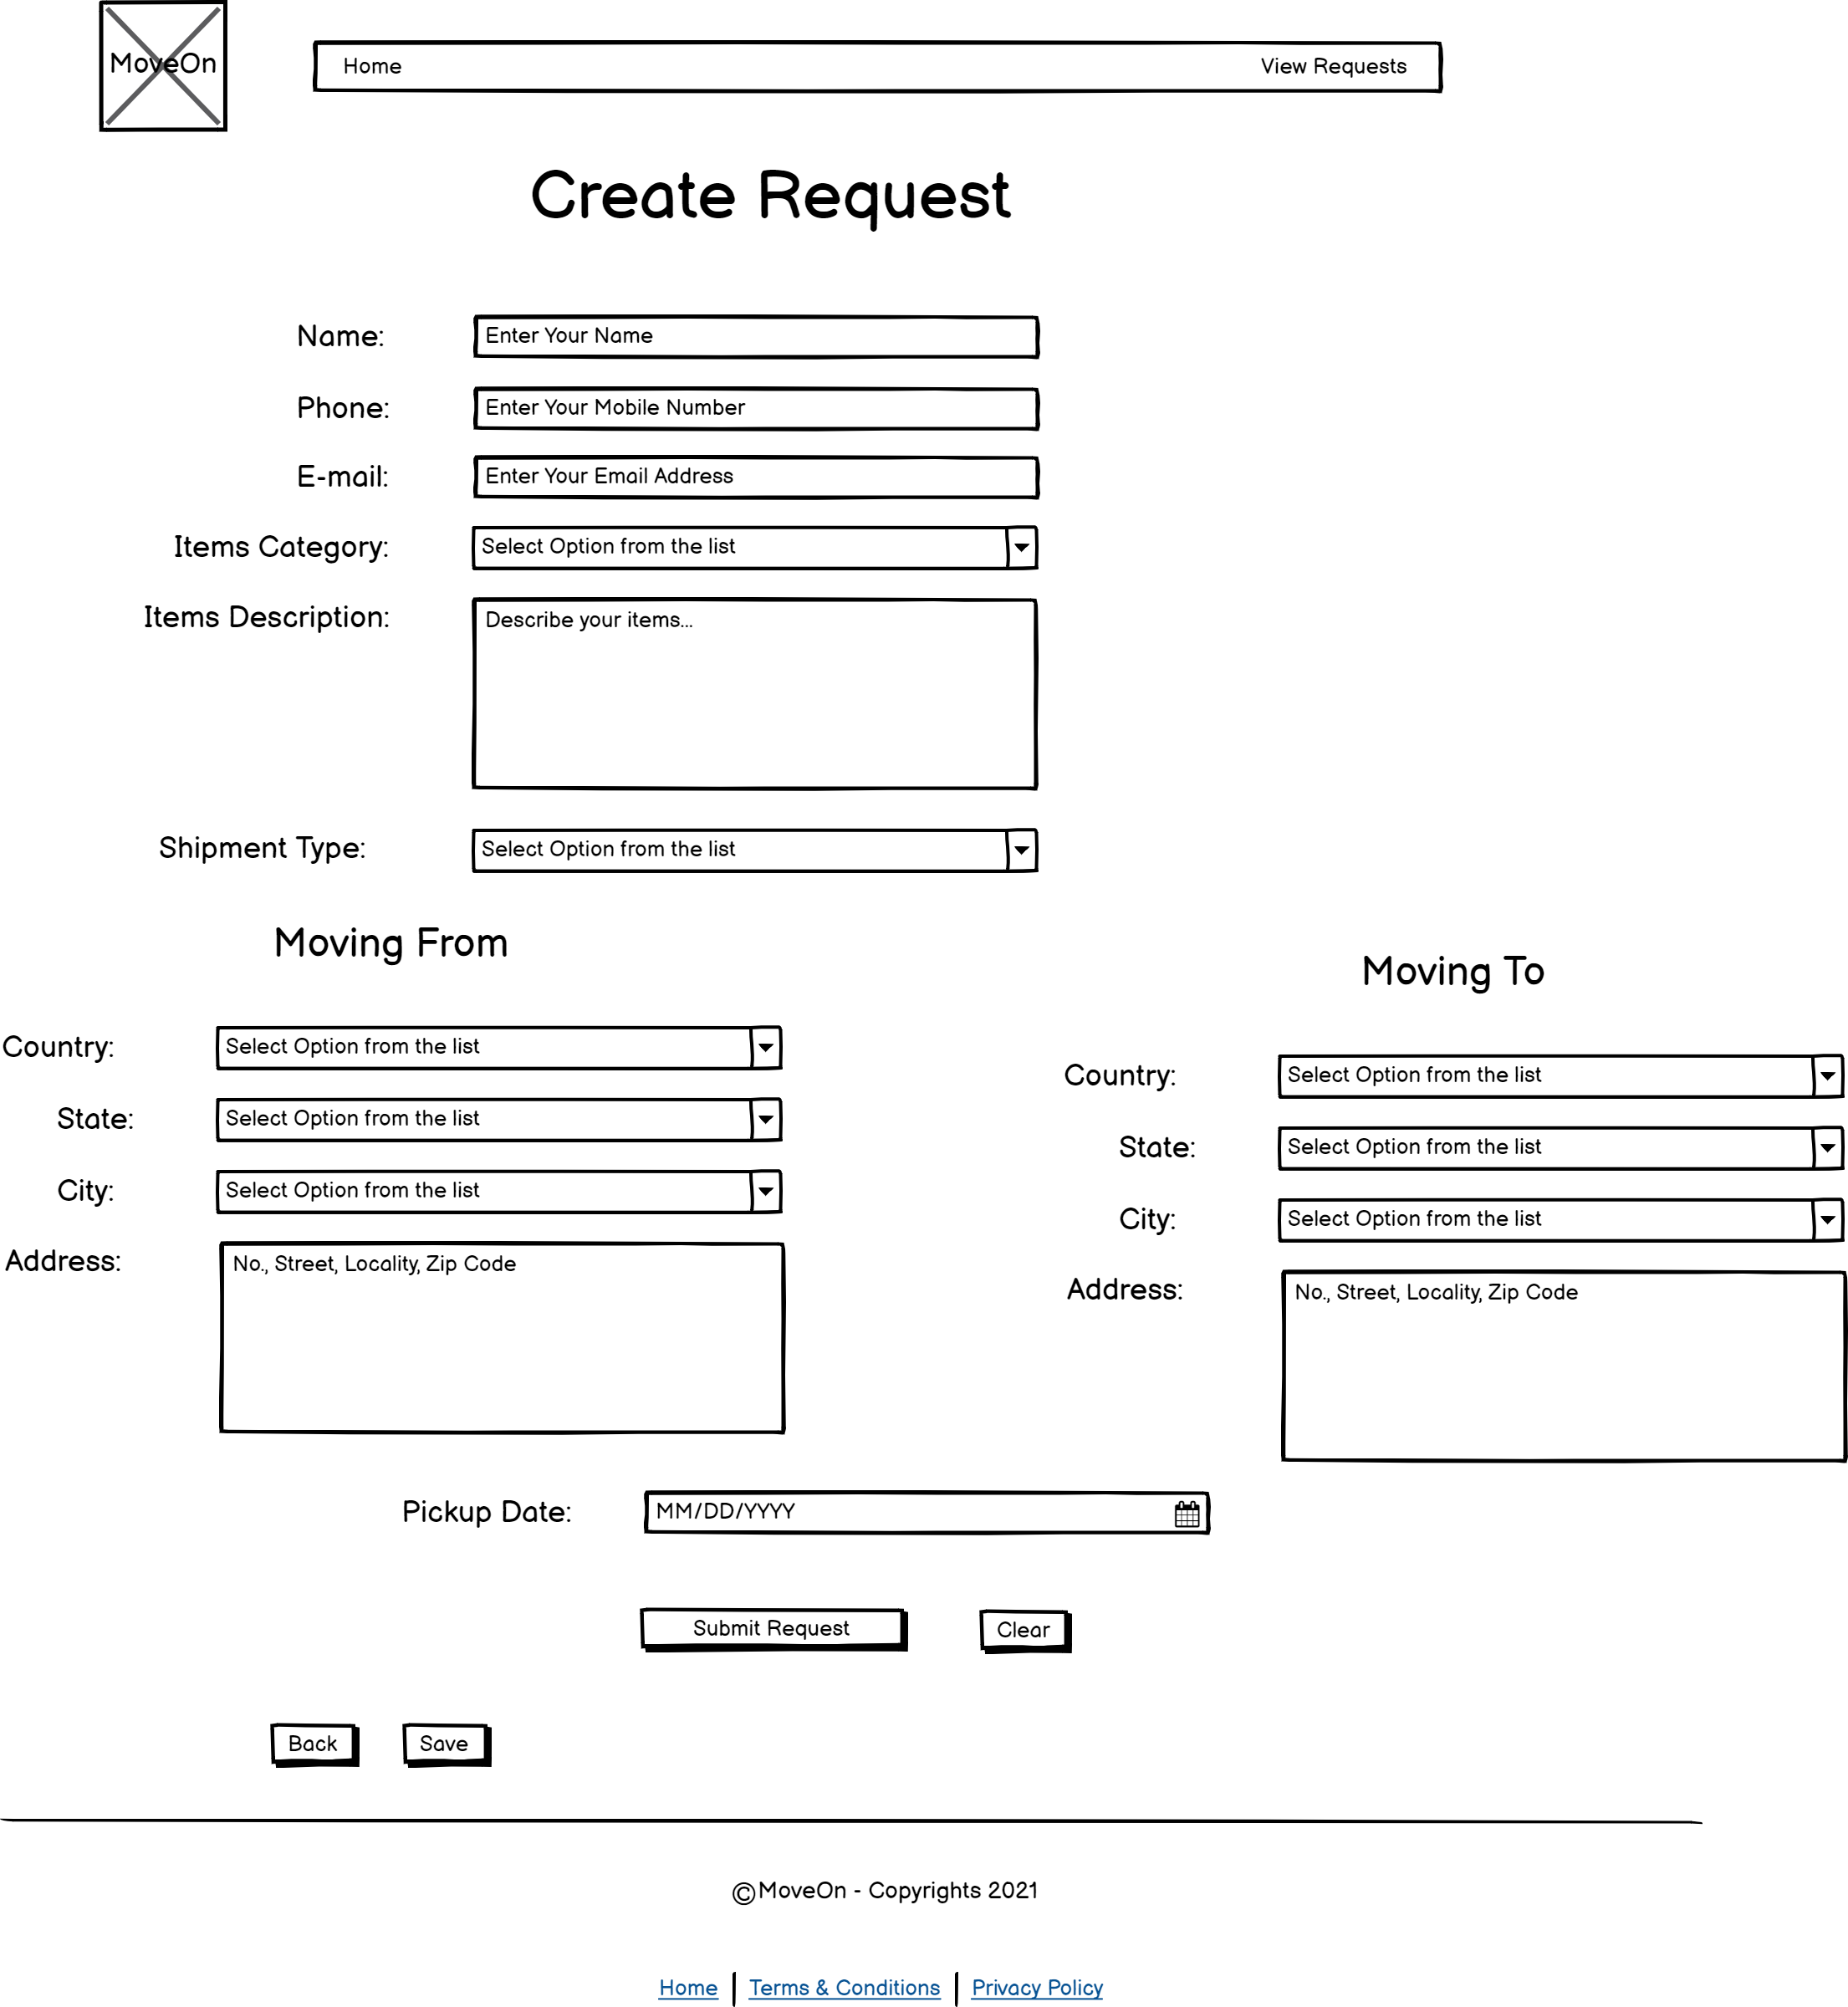 MoveOn
Home View Requests
Create Request
Name: Enter Your Name
Phone: Enter Your Mobile Number
E-mail: Enter Your Email Address
Items Category: Select Option from the list
Items Description: Describe your items...
Shipment Type: Select Option from the list
Moving From
Country: Select Option from the list
State: Select Option from the list
City: Select Option from the list
Address: No., Street, Locality, Zip Code
Moving To
Country: Select Option from the list
State: Select Option from the list
City: Select Option from the list
Address: No., Street, Locality, Zip Code
Pickup Date: MM/DD/YYYY
Submit Request Clear
Back Save
©MoveOn - Copyrights 2021
Home | Terms & Conditions | Privacy Policy